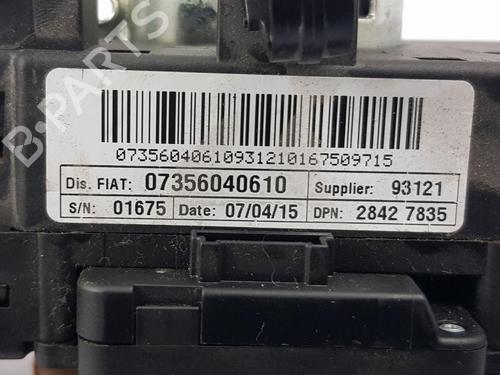 B-PARTS
07356040610931210167509715
Dis. FIAT: 07356040610 Supplier: 93121
S/N: 01675 Date: 07/04/15 DPN: 2842 7835